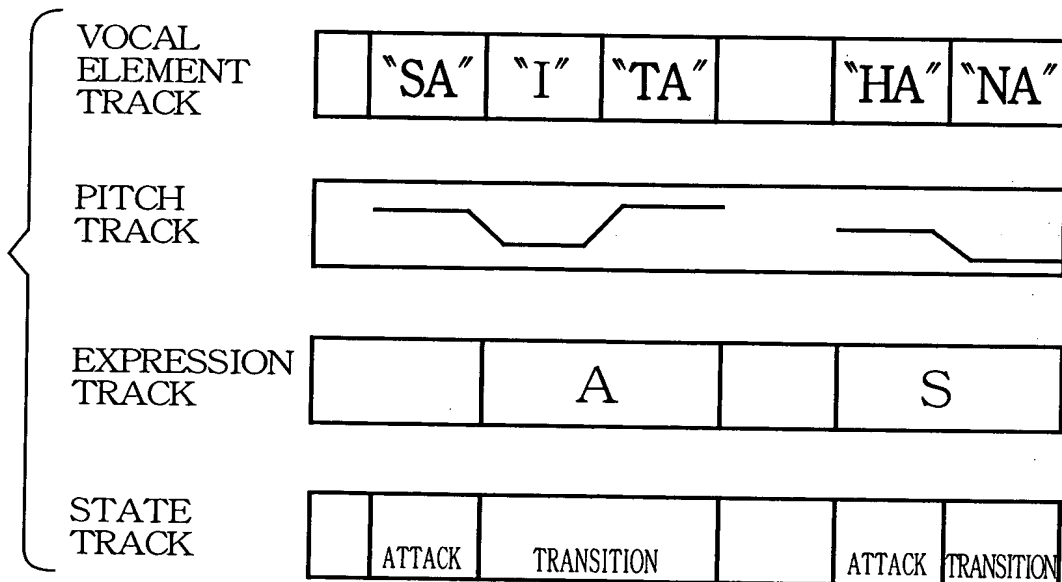 VOCAL
ELEMENT
TRACK
"SA" "I" "TA" "HA" "NA"
PITCH
TRACK
EXPRESSION
TRACK
A S
STATE
TRACK
ATTACK TRANSITION ATTACK TRANSITION